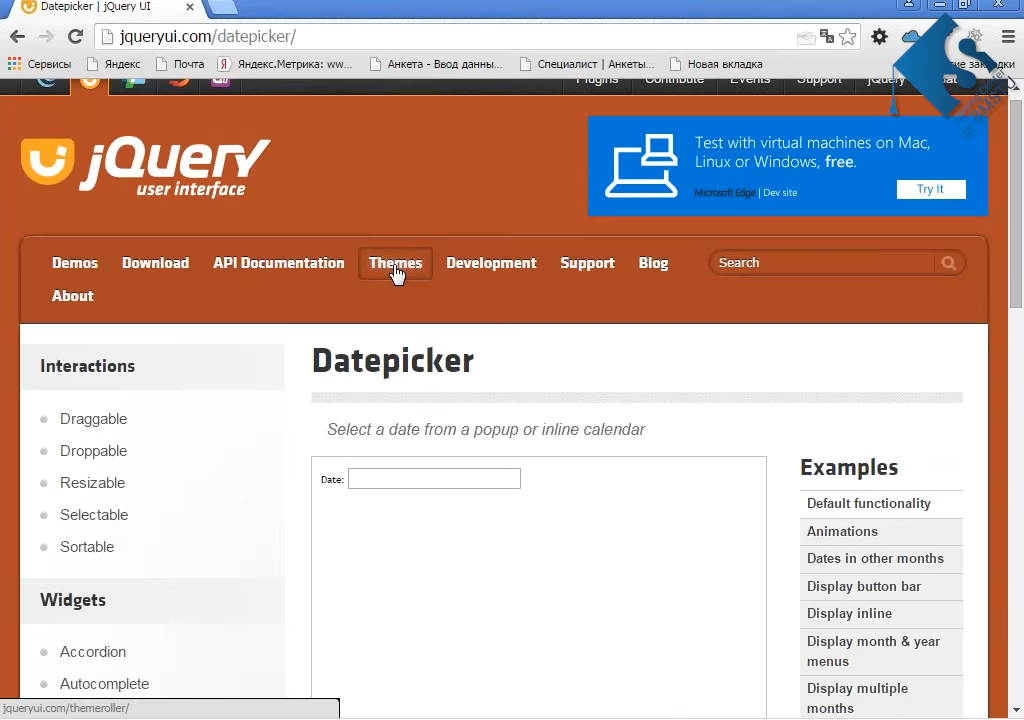 Datepicker | jQuery UI
jqueryui.com/datepicker/
Сервисы
Яндекс
Почта
Яндекс.Метрика: ww...
Анкета - Ввод данны...
Специалист | Анкеты...
Новая вкладка
Plugins
Contribute
Events
Support
jQuery
jQuery
user interface
Test with virtual machines on Mac,
Linux or Windows, free.
Microsoft Edge | Dev site
Try It
Demos
Download
API Documentation
Themes
Development
Support
Blog
Search
About
Interactions
Draggable
Droppable
Resizable
Selectable
Sortable
Widgets
Accordion
Autocomplete
Datepicker
Select a date from a popup or inline calendar
Date:
Examples
Default functionality
Animations
Dates in other months
Display button bar
Display inline
Display month & year
menus
Display multiple
months
jqueryui.com/themeroller/